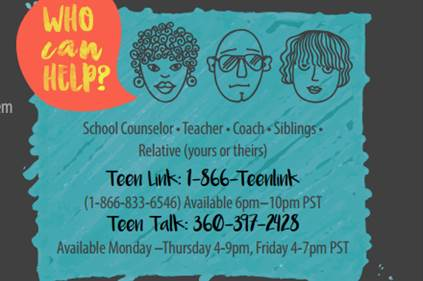 WHO
can
HELP?
em
School Counselor • Teacher • Coach • Siblings •
Relative (yours or theirs)
Teen Link: 1-866-Teenlink
(1-866-833-6546) Available 6pm–10pm PST
Teen Talk: 360-397-2428
Available Monday –Thursday 4-9pm, Friday 4-7pm PST